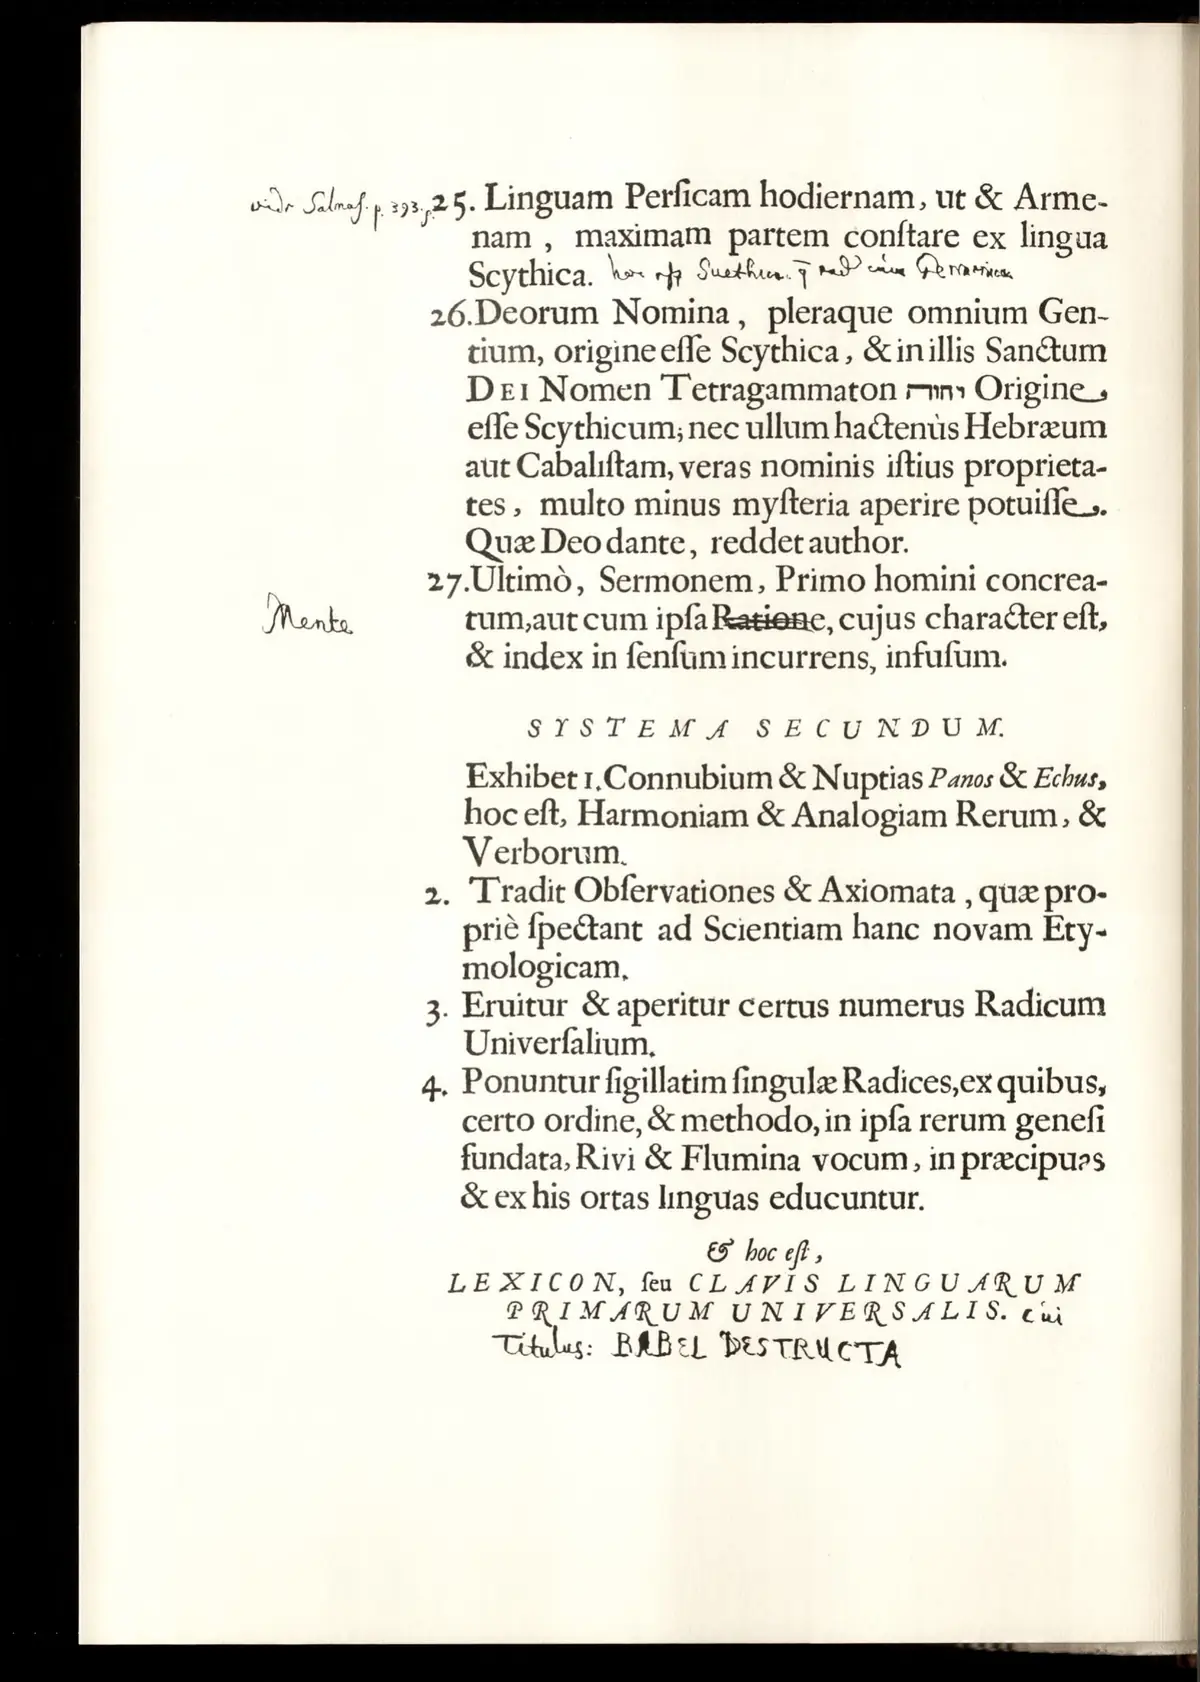 vide Salmas. p. 393. 25. Linguam Perſicam hodiernam, ut & Arme-
nam, maximam partem conſtare ex lingua
Scythica. hoc est Suethica.
26. Deorum Nomina, pleraque omnium Gen-
tium, origine eſſe Scythica, & in illis Sanctum
DEI Nomen Tetragammaton יהוה Origine,
eſſe Scythicum; nec ullum hactenùs Hebræum
aut Cabaliſtam, veras nominis iſtius proprieta-
tes, multo minus myſteria aperire potuiſſe,.
Quæ Deo dante, reddet author.
27. Ultimò, Sermonem, Primo homini concrea-
Mente tum, aut cum ipſa Ratione, cujus character eſt,
& index in ſenſum incurrens, infuſum.
SYSTEMA SECUNDUM.
Exhibet 1. Connubium & Nuptias Panos & Echus,
hoc eſt, Harmoniam & Analogiam Rerum, &
Verborum.
2. Tradit Obſervationes & Axiomata, quæ pro-
priè ſpectant ad Scientiam hanc novam Ety-
mologicam.
3. Eruitur & aperitur certus numerus Radicum
Univerſalium.
4. Ponuntur ſigillatim ſingulæ Radices, ex quibus,
certo ordine, & methodo, in ipſa rerum geneſi
fundata, Rivi & Flumina vocum, in præcipuas
& ex his ortas linguas educuntur.
& hoc eſt,
LEXICON, ſeu CLAVIS LINGUARUM
PRIMARUM UNIVERSALIS. cui
Titulus: BABEL DESTRUCTA